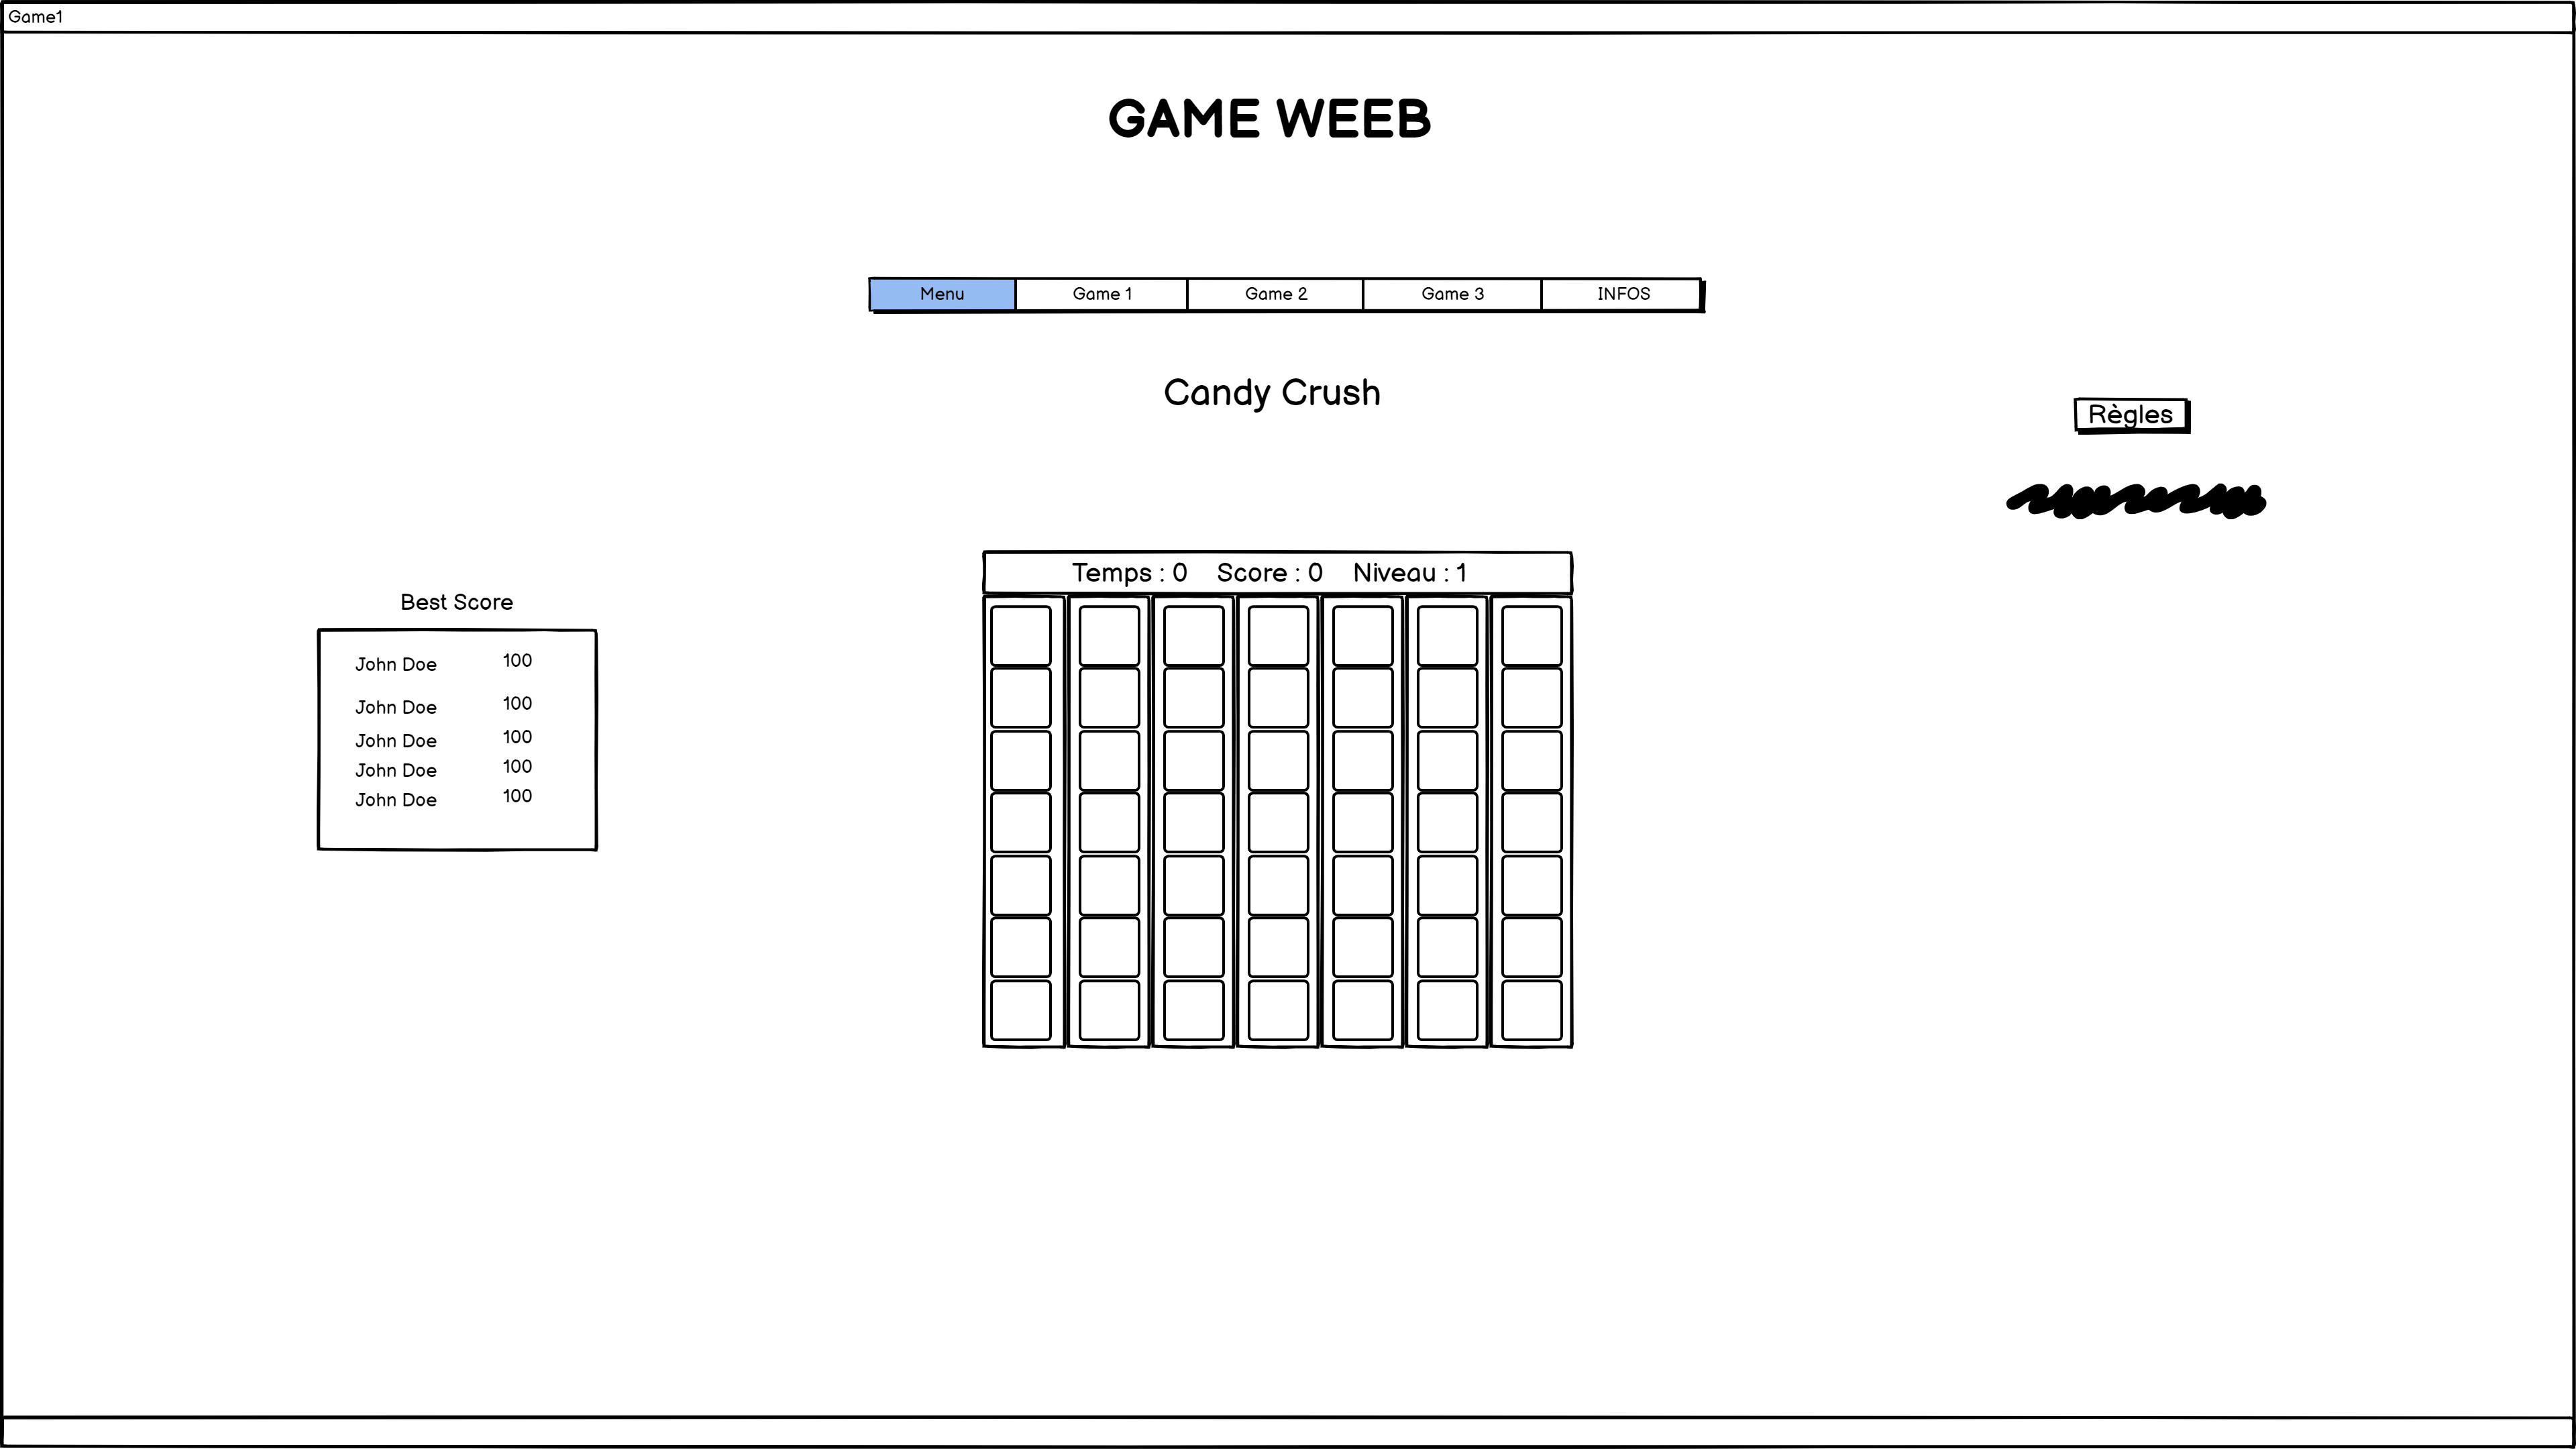 Game1
GAME WEEB
Menu Game 1 Game 2 Game 3 INFOS
Candy Crush
Règles
Temps : 0 Score : 0 Niveau : 1
Best Score
John Doe 100
John Doe 100
John Doe 100
John Doe 100
John Doe 100